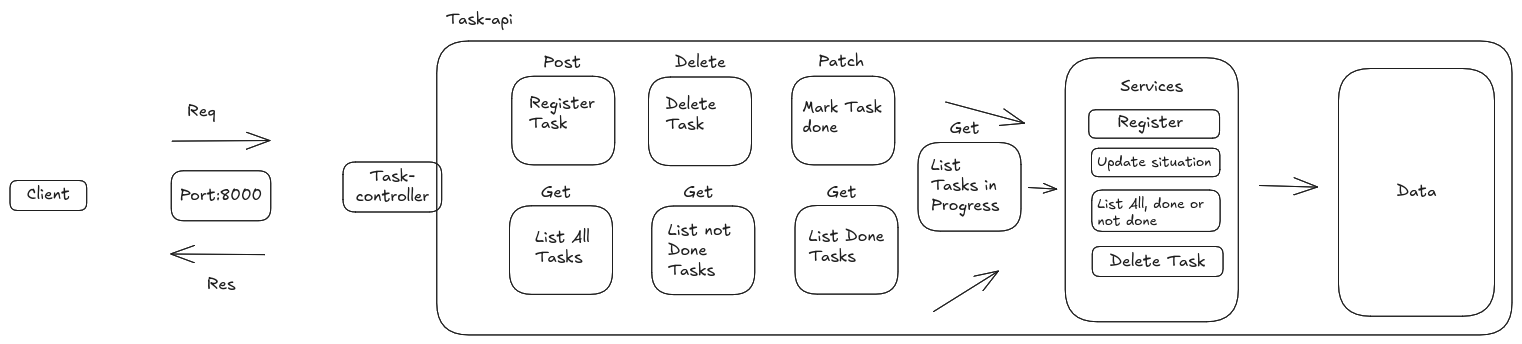 Task-api
Client
Req
Port:8000
Res
Task-
controller
Post
Register
Task
Delete
Delete
Task
Patch
Mark Task
done
Get
List All
Tasks
Get
List not
Done
Tasks
Get
List Done
Tasks
Get
List
Tasks in
Progress
Services
Register
Update situation
List All, done or
not done
Delete Task
Data